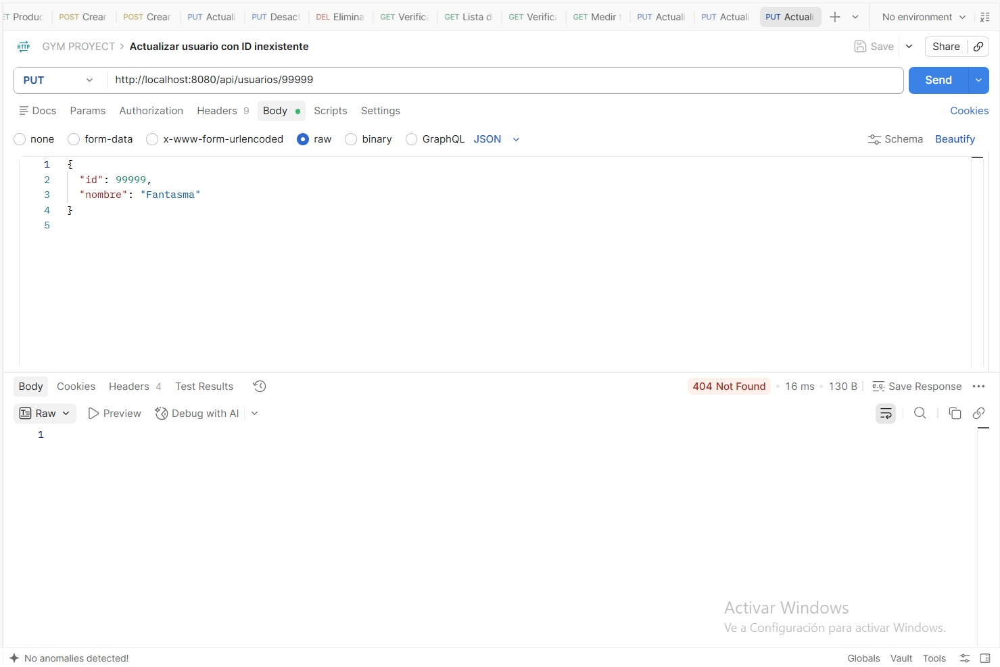 ET Produc POST Crear POST Crear PUT Actuali PUT Desact DEL Elimina GET Verifica GET Lista d GET Verifica GET Medir t PUT Actuali PUT Actuali PUT Actuali No environment
HTTP GYM PROYECT > Actualizar usuario con ID inexistente Save Share
PUT http://localhost:8080/api/usuarios/99999 Send
Docs Params Authorization Headers 9 Body Scripts Settings Cookies
none form-data x-www-form-urlencoded raw binary GraphQL JSON Schema Beautify
1 {
2 "id": 99999,
3 "nombre": "Fantasma"
4 }
5
Body Cookies Headers 4 Test Results 404 Not Found 16 ms 130 B e.g. Save Response
Raw Preview Debug with AI
1
Activar Windows
Ve a Configuración para activar Windows.
No anomalies detected! Globals Vault Tools